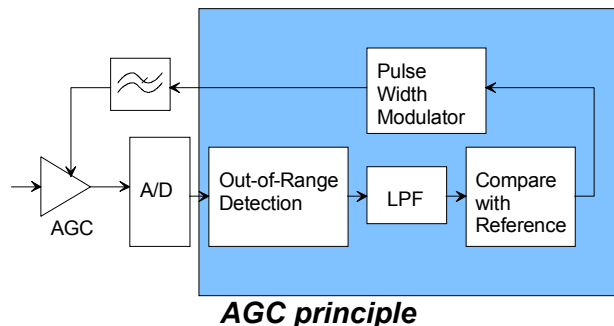 Pulse
Width
Modulator
A/D
Out-of-Range
Detection
LPF
Compare
with
Reference
AGC
AGC principle